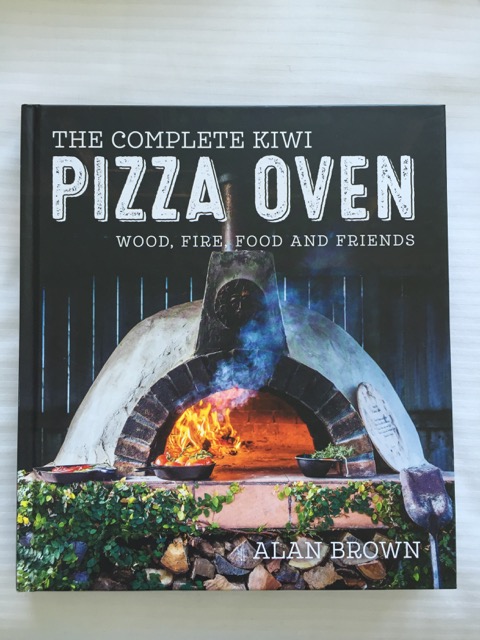 THE COMPLETE KIWI
PIZZA OVEN
WOOD, FIRE, FOOD AND FRIENDS
ALAN BROWN